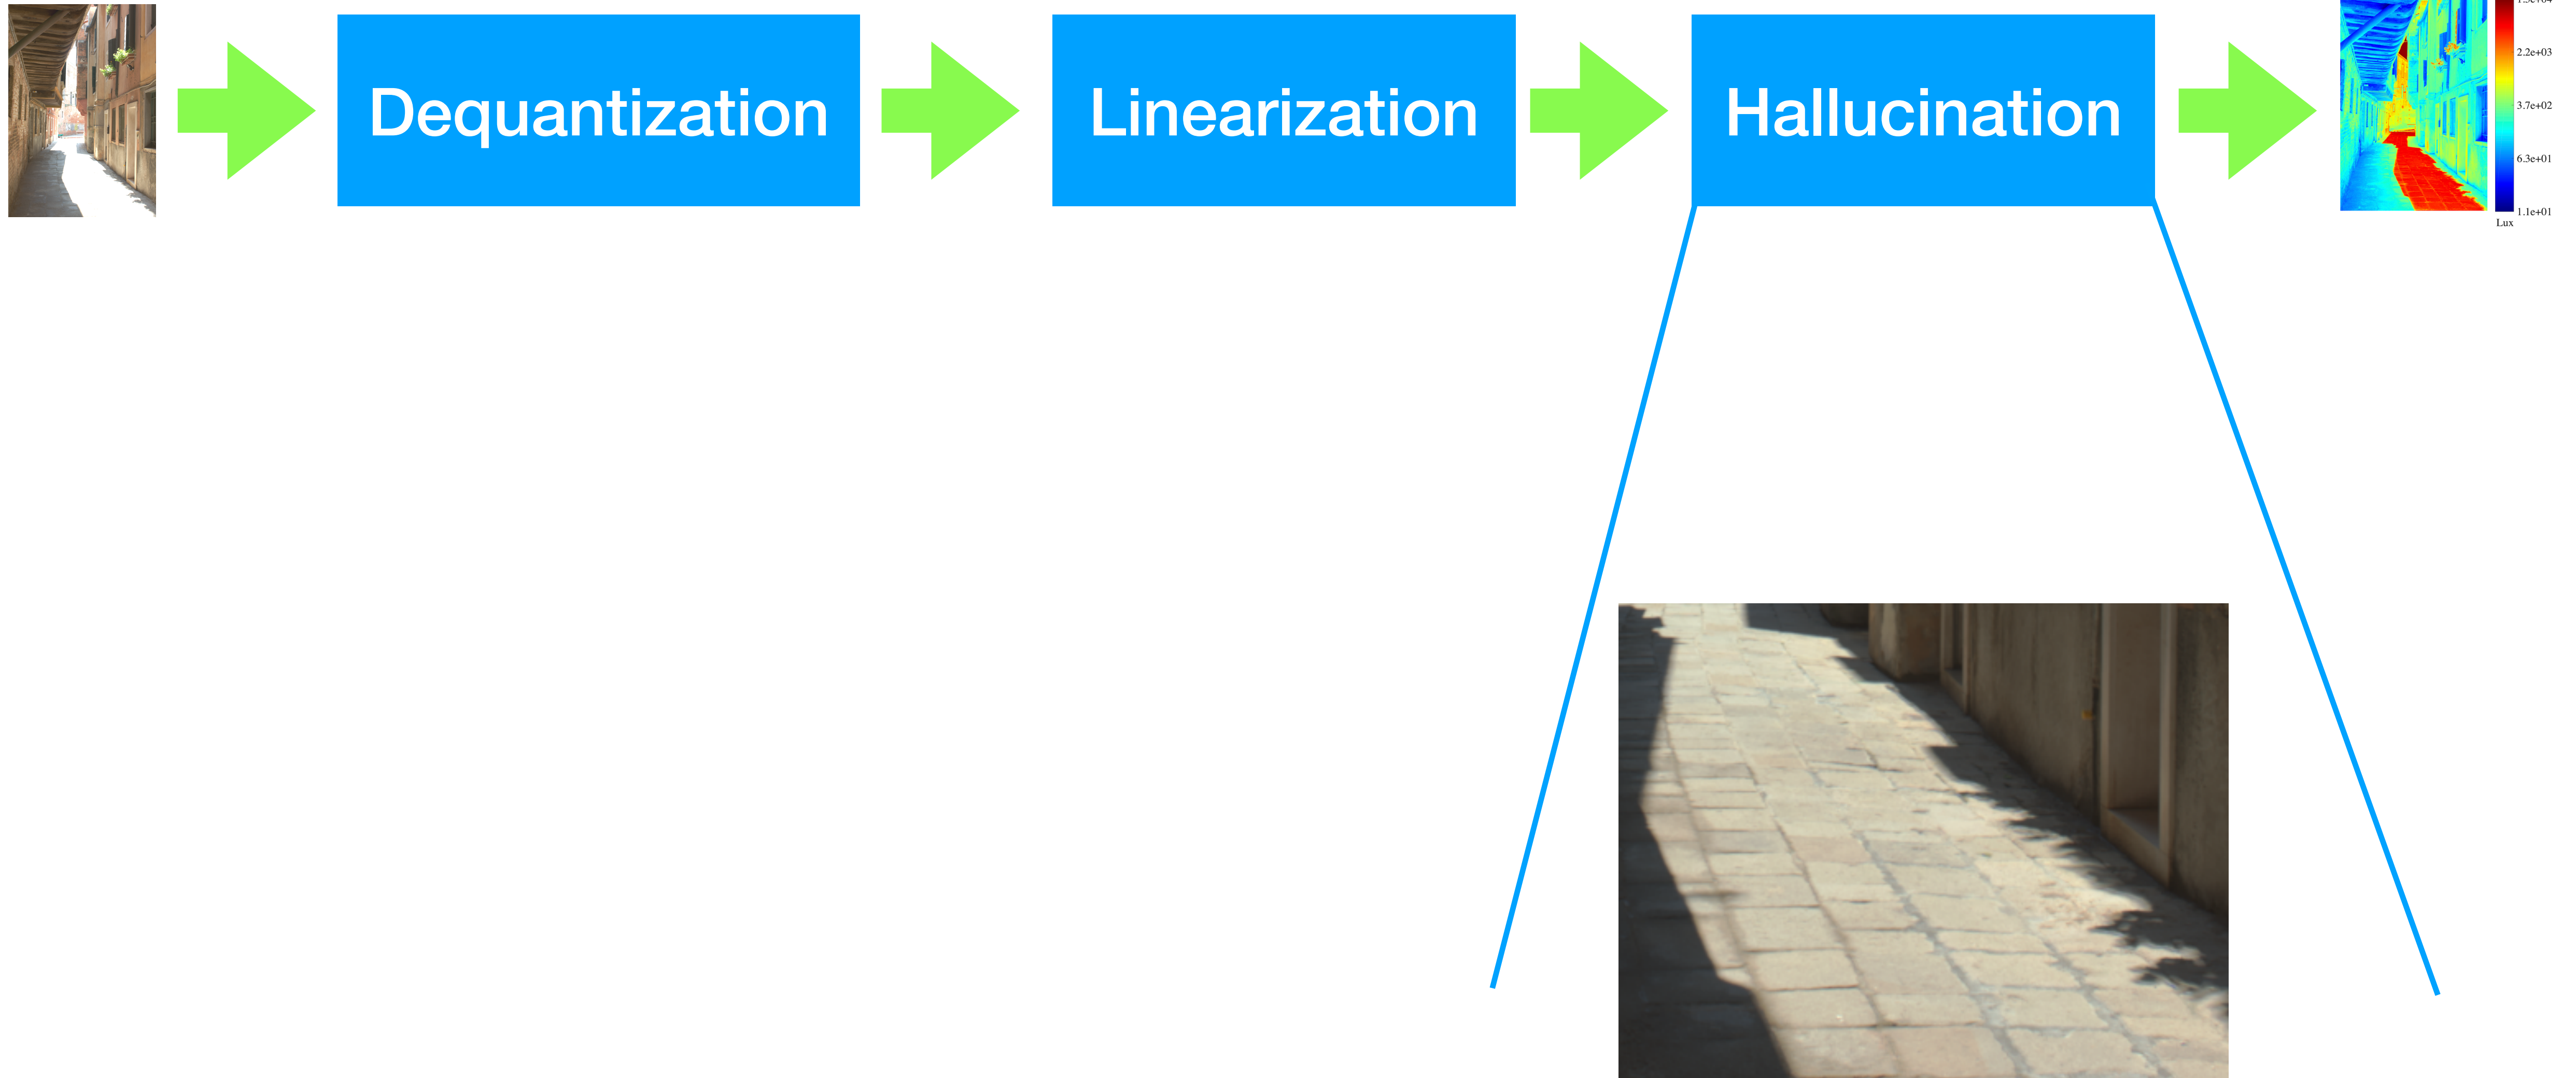 Dequantization
Linearization
Hallucination
2.2e+03
3.7e+02
6.3e+01
1.1e+01
Lux